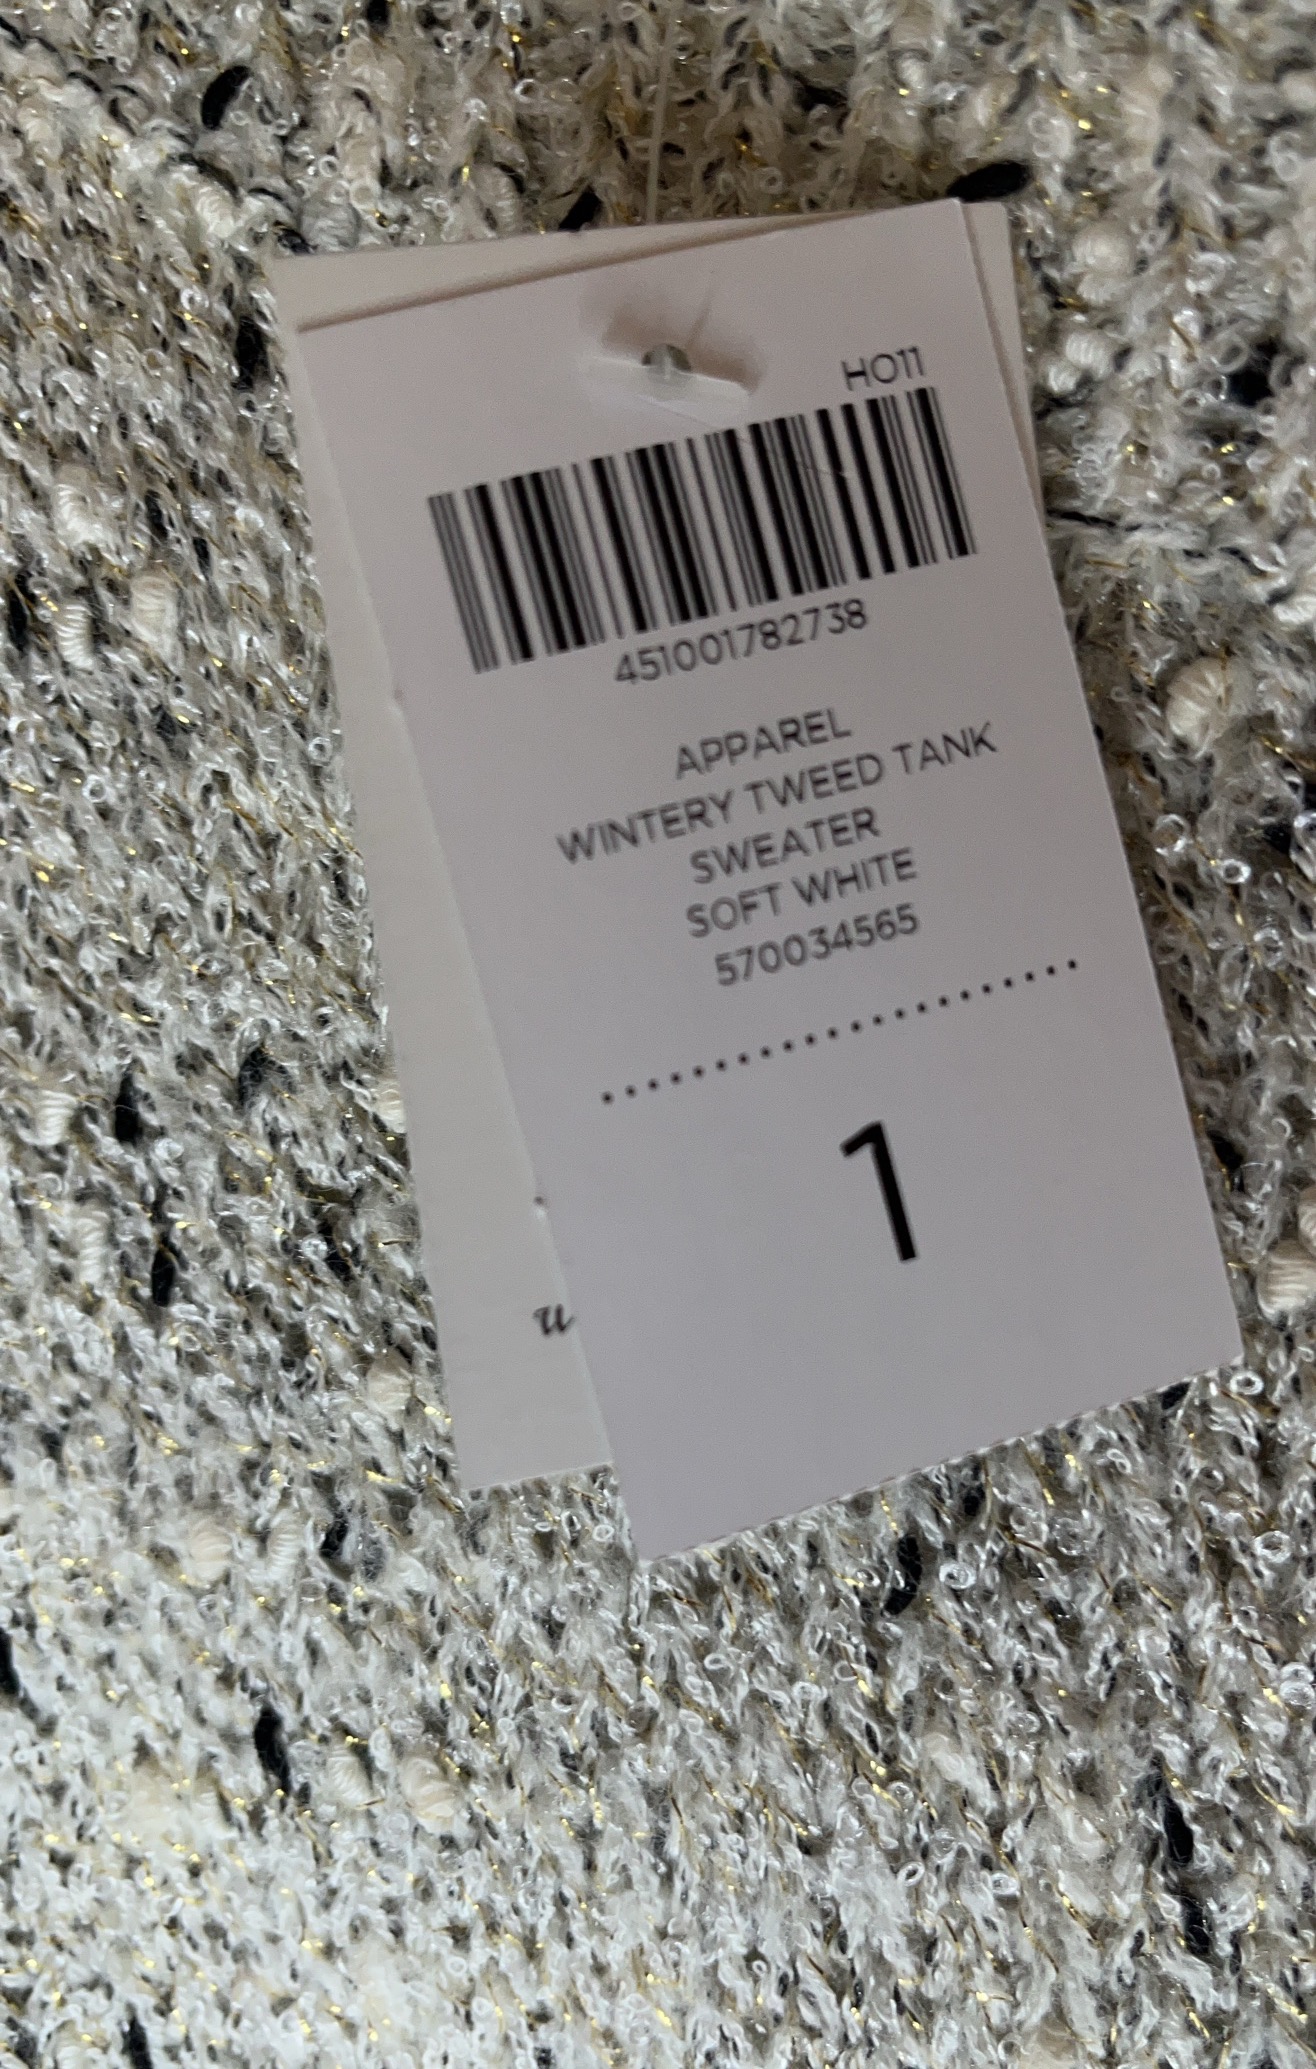 HO11
451001782738
APPAREL
WINTERY TWEED TANK
SWEATER
SOFT WHITE
570034565
1